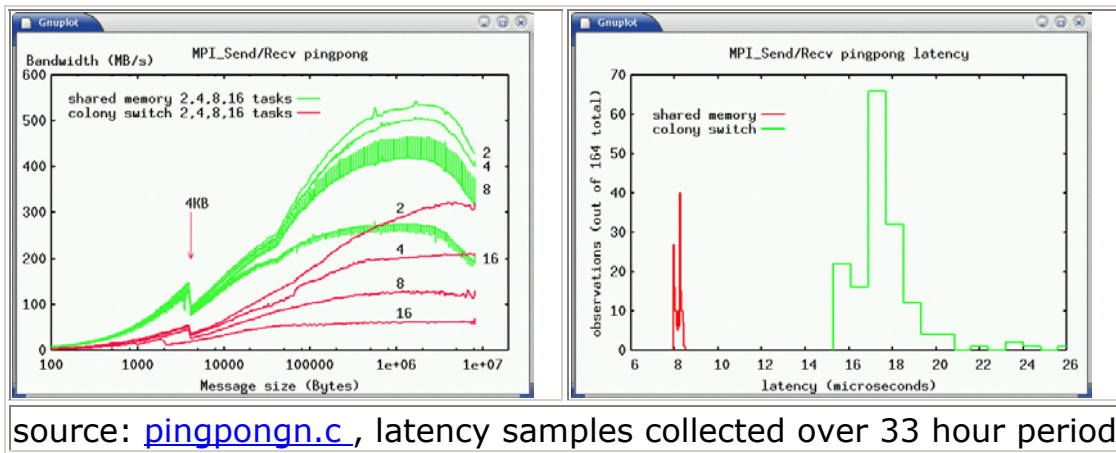 Gnuplot
MPI_Send/Recv pingpong
Bandwidth (MB/s)
600
500
400
300
200
100
0
shared memory 2,4,8,16 tasks
colony switch 2,4,8,16 tasks
4KB
2
4
8
16
2
4
8
16
100
1000
10000
100000
1e+06
1e+07
Message size (Bytes)
Gnuplot
MPI_Send/Recv pingpong latency
observations (out of 164 total)
70
60
50
40
30
20
10
0
shared memory
colony switch
6
8
10
12
14
16
18
20
22
24
26
latency (microseconds)
source: pingpongn.c , latency samples collected over 33 hour period